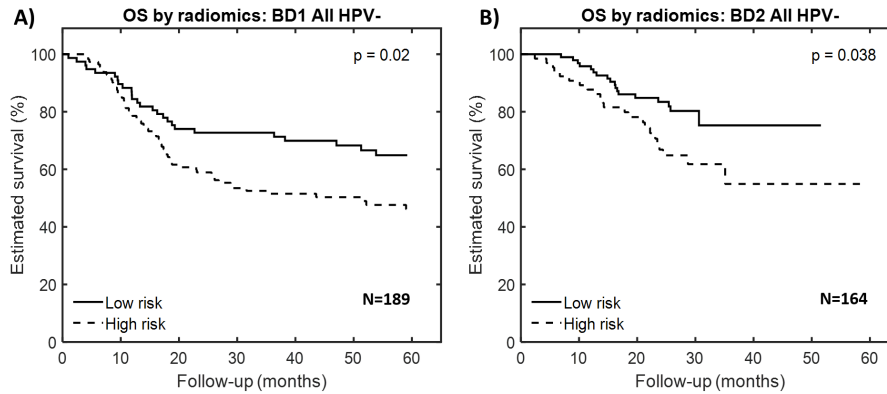 A)
OS by radiomics: BD1 All HPV-
p = 0.02
100
80
60
40
20
0
Estimated survival (%)
Low risk
High risk
N=189
0 10 20 30 40 50 60
Follow-up (months)
B)
OS by radiomics: BD2 All HPV-
p = 0.038
100
80
60
40
20
0
Estimated survival (%)
Low risk
High risk
N=164
0 10 20 30 40 50 60
Follow-up (months)